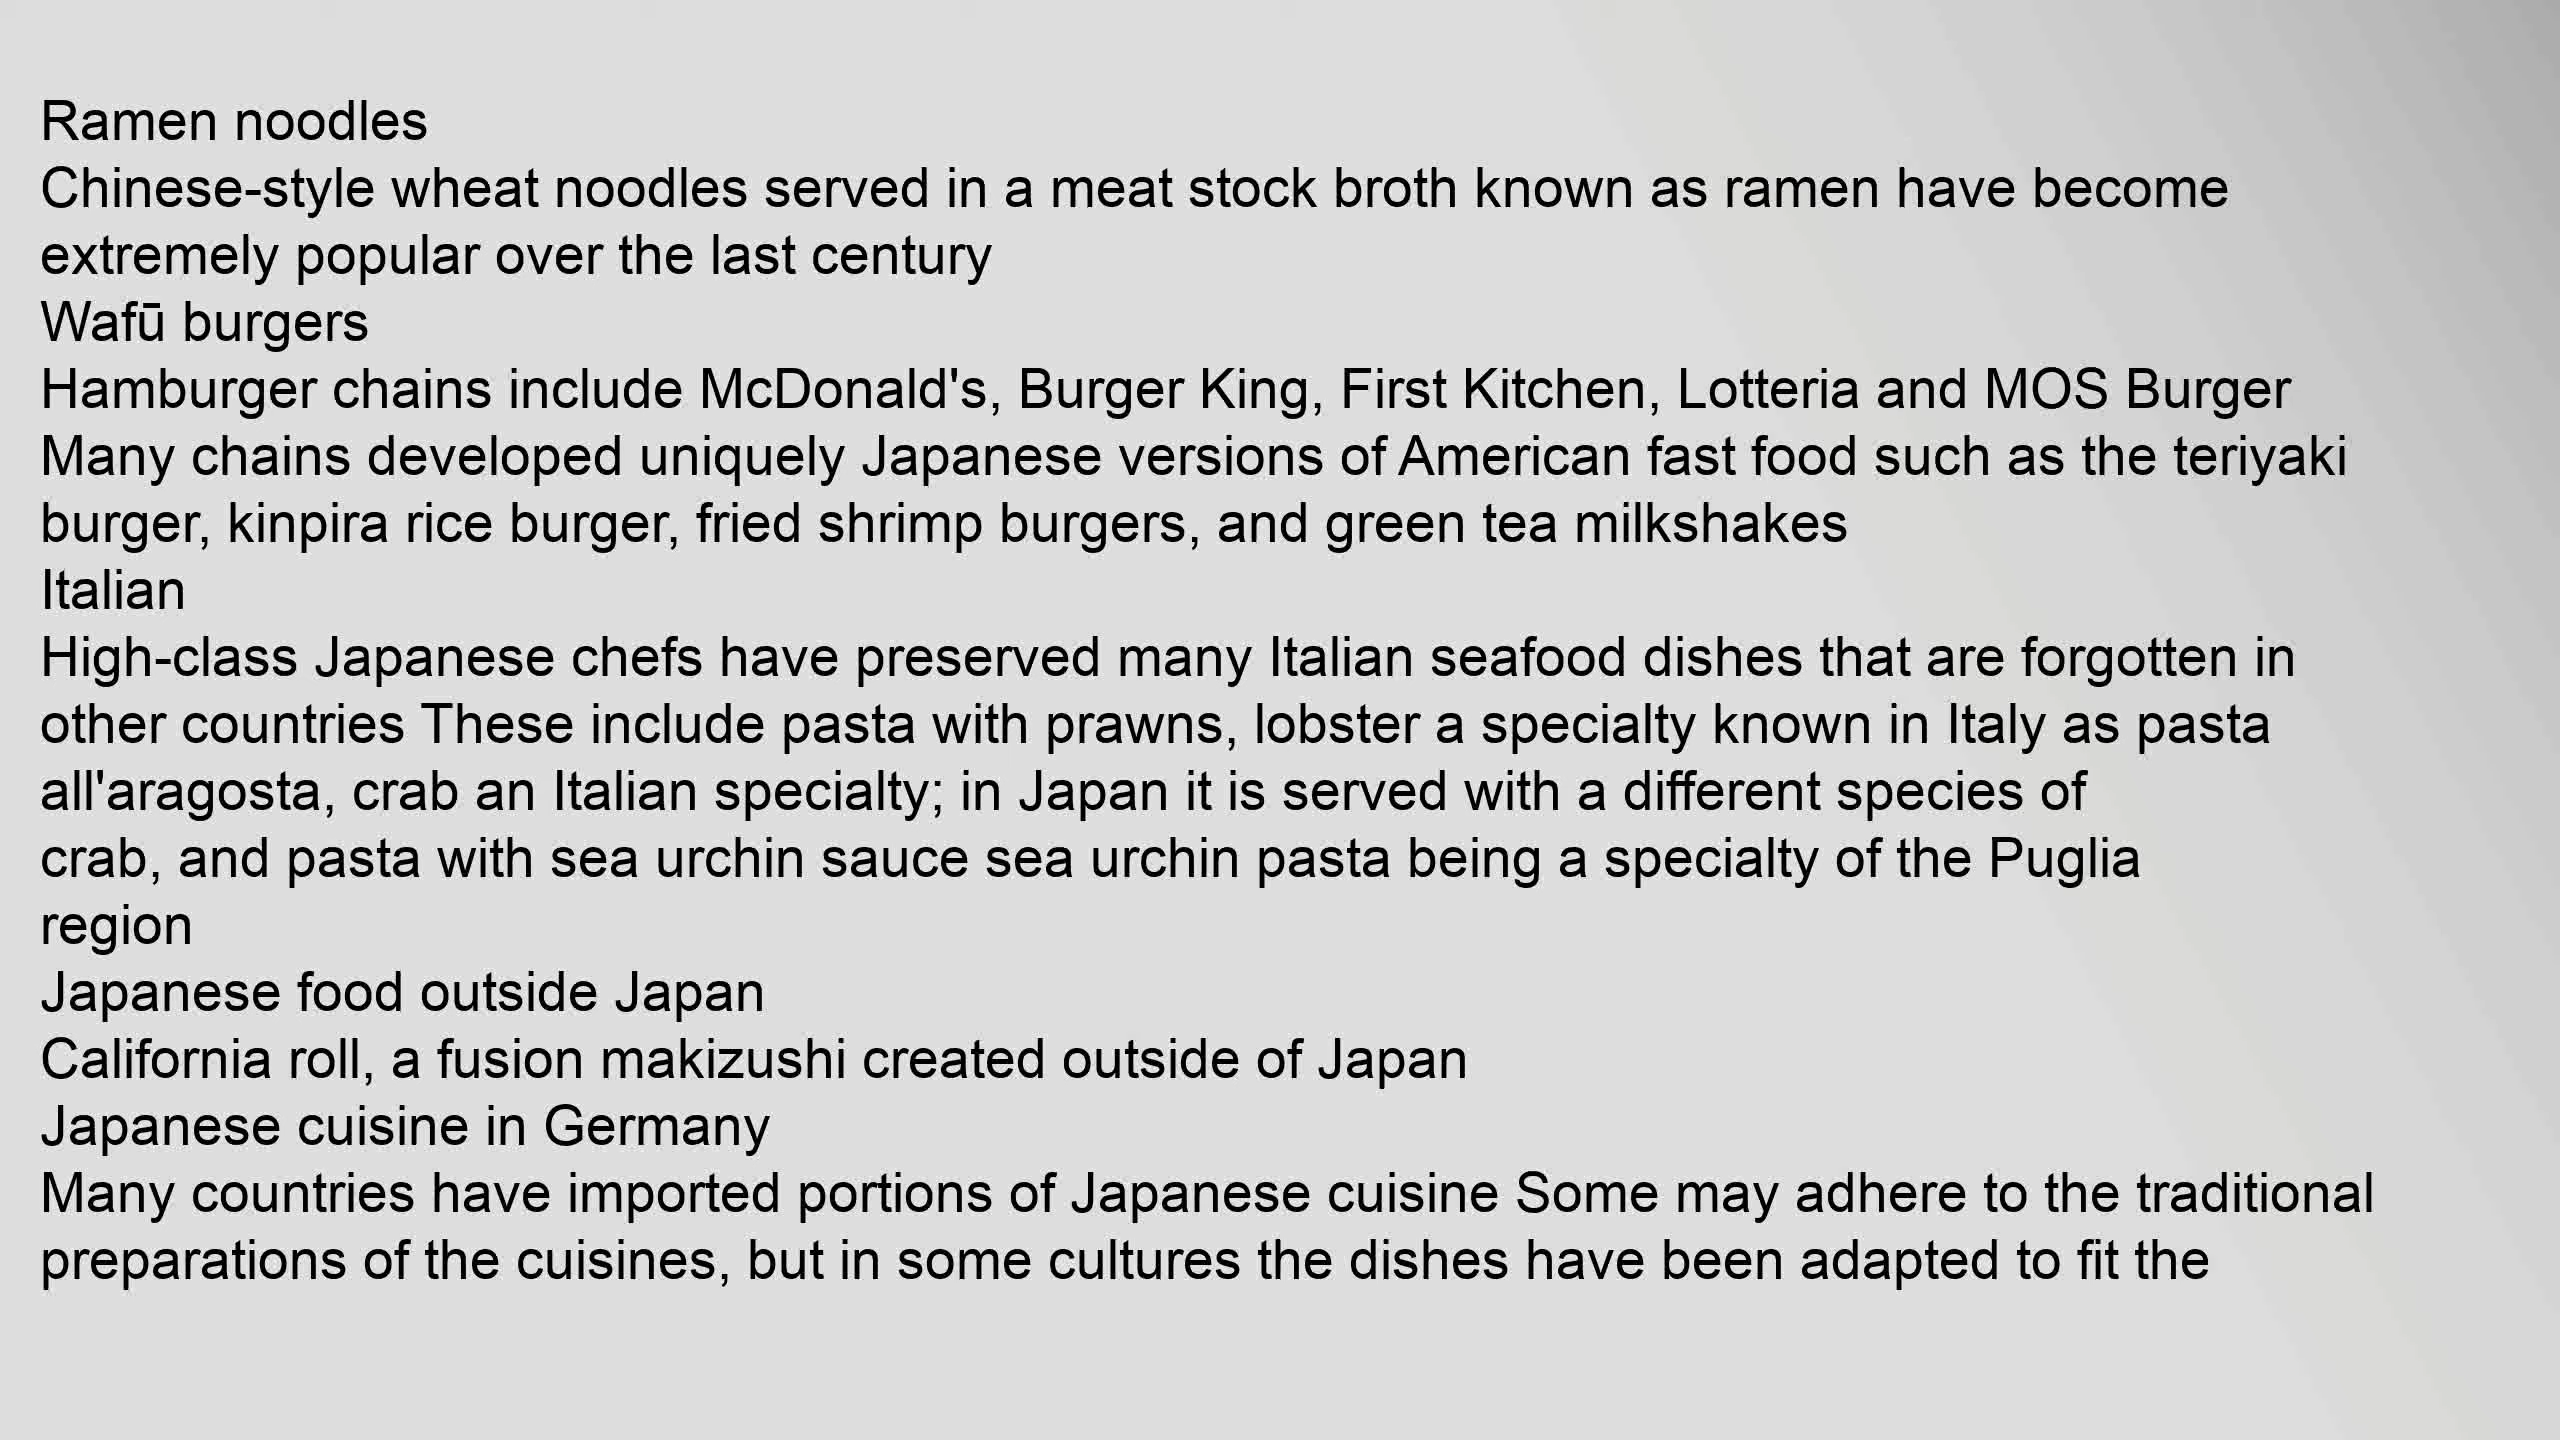 Ramen noodles
Chinese-style wheat noodles served in a meat stock broth known as ramen have become
extremely popular over the last century
Wafū burgers
Hamburger chains include McDonald's, Burger King, First Kitchen, Lotteria and MOS Burger
Many chains developed uniquely Japanese versions of American fast food such as the teriyaki
burger, kinpira rice burger, fried shrimp burgers, and green tea milkshakes
Italian
High-class Japanese chefs have preserved many Italian seafood dishes that are forgotten in
other countries These include pasta with prawns, lobster a specialty known in Italy as pasta
all'aragosta, crab an Italian specialty; in Japan it is served with a different species of
crab, and pasta with sea urchin sauce sea urchin pasta being a specialty of the Puglia
region
Japanese food outside Japan
California roll, a fusion makizushi created outside of Japan
Japanese cuisine in Germany
Many countries have imported portions of Japanese cuisine Some may adhere to the traditional
preparations of the cuisines, but in some cultures the dishes have been adapted to fit the